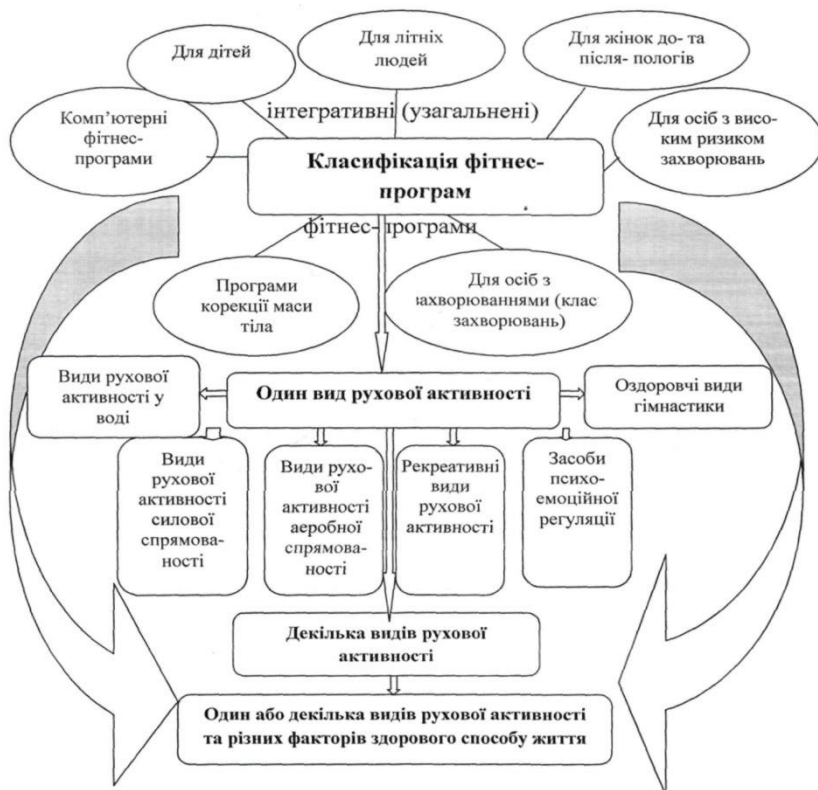 Для дітей
Для літніх
людей
Для жінок до- та
після- пологів
Комп’ютерні
фітнес-
програми
інтегративні (узагальнені)
Для осіб з висо-
ким ризиком
захворювань
Класифікація фітнес-
програм
фітнес- програми
Програми
корекції маси
тіла
Для осіб з
захворюваннями (клас
захворювань)
Види рухової
активності у
воді
Один вид рухової активності
Оздоровчі види
гімнастики
Види
рухової
активності
силової
спрямова-
ності
Види рухо-
вої
активності
аеробної
спрямова-
ності
Рекреативні
види
рухової
активності
Засоби
психо-
емоційної
регуляції
Декілька видів рухової
активності
Один або декілька видів рухової активності
та різних факторів здорового способу життя